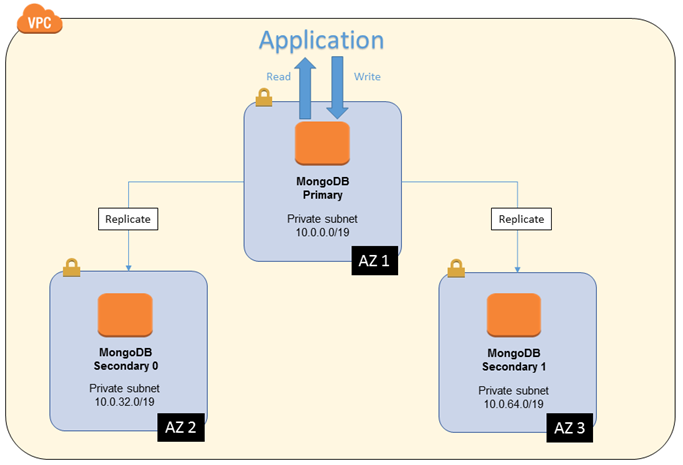 VPC
Application
Read
Write
MongoDB
Primary
Private subnet
10.0.0.0/19
AZ 1
Replicate
Replicate
MongoDB
Secondary 0
Private subnet
10.0.32.0/19
AZ 2
MongoDB
Secondary 1
Private subnet
10.0.64.0/19
AZ 3